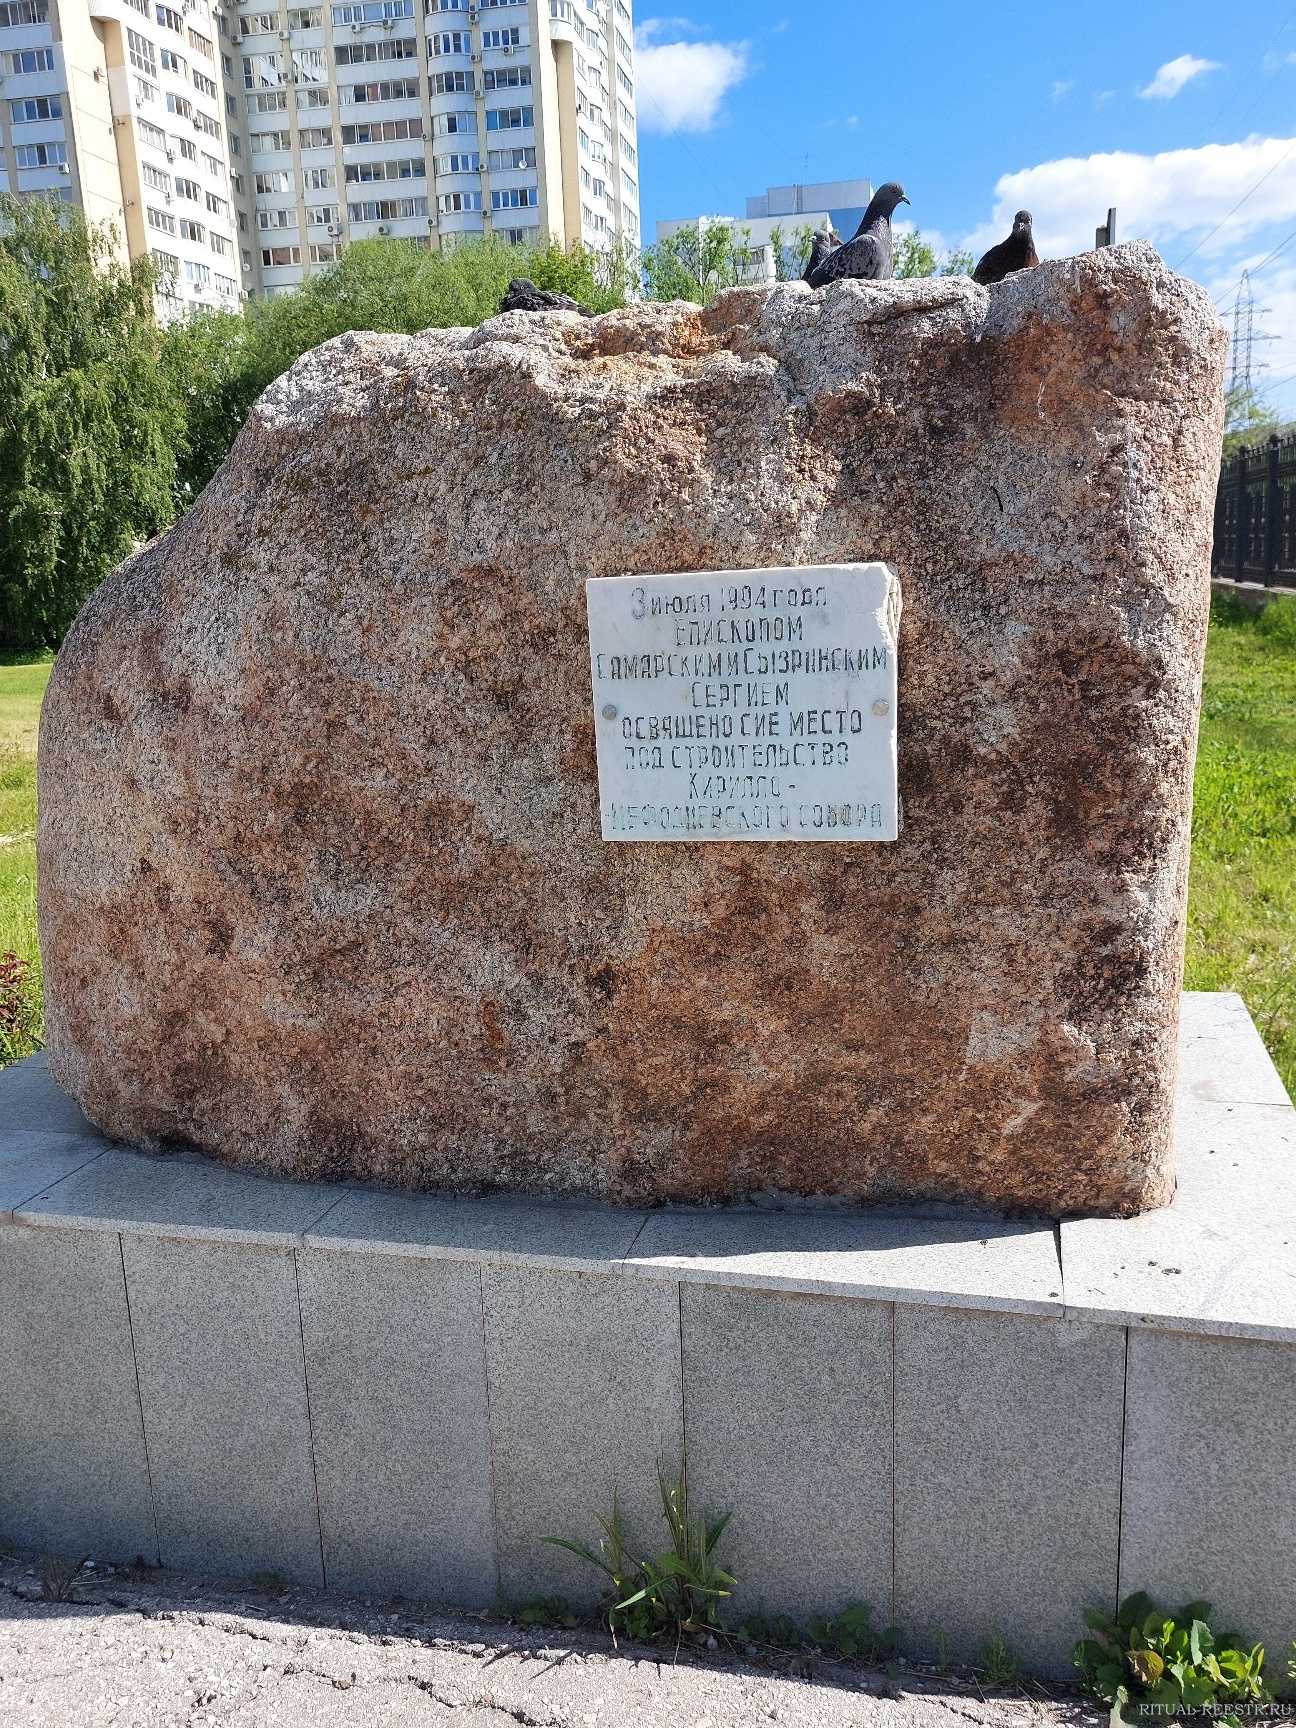 3 июля 1994 года
Епископом
Самарским и Сызранским
Сергием
освящено сие место
под строительство
Кирилло-
-Мефодиевского собора
RITUAL-REESTR.RU